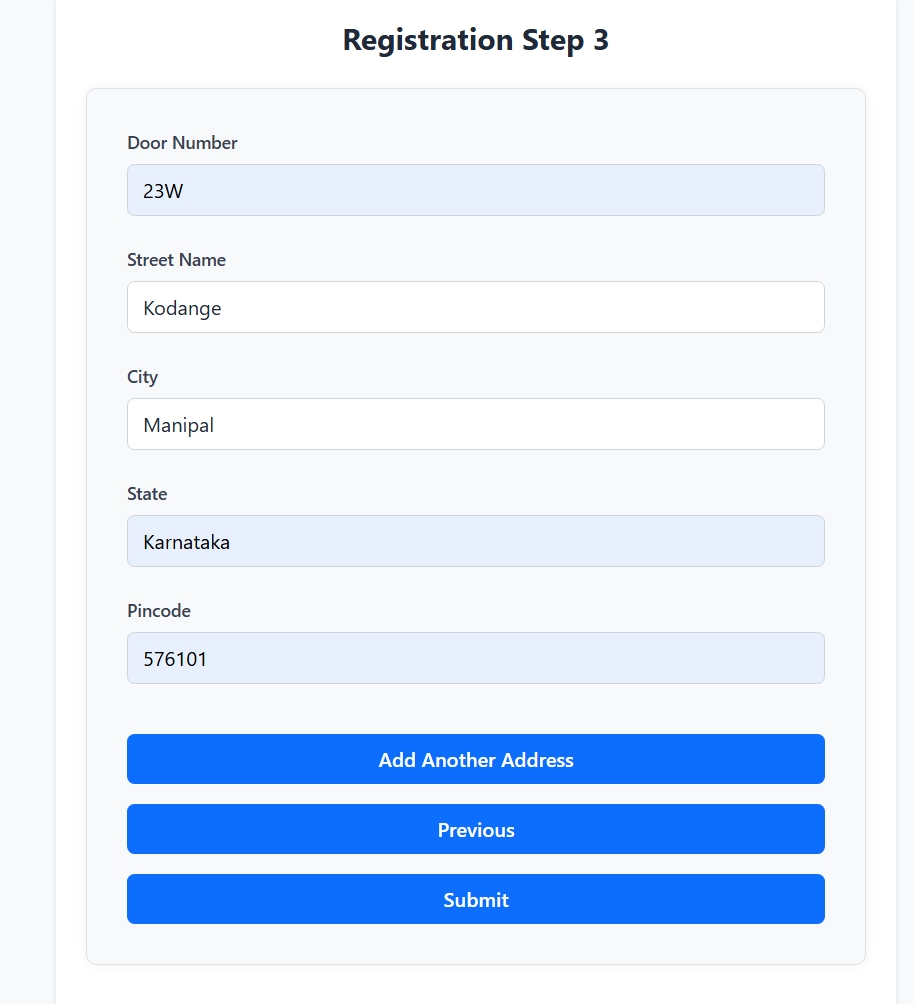 Registration Step 3
Door Number
23W
Street Name
Kodange
City
Manipal
State
Karnataka
Pincode
576101
Add Another Address
Previous
Submit